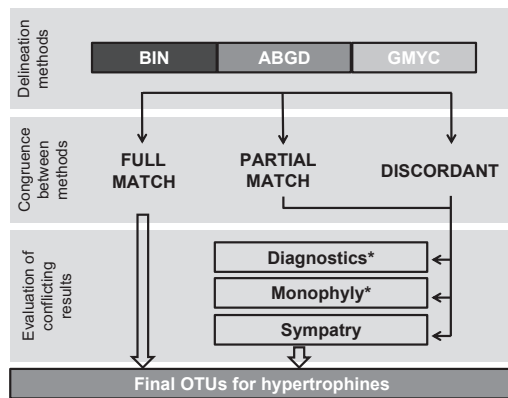 Delineation
methods
BIN ABGD GMYC
Congruence
between
methods
FULL
MATCH
PARTIAL
MATCH
DISCORDANT
Evaluation of
conflicting
results
Diagnostics*
Monophyly*
Sympatry
Final OTUs for hypertrophines